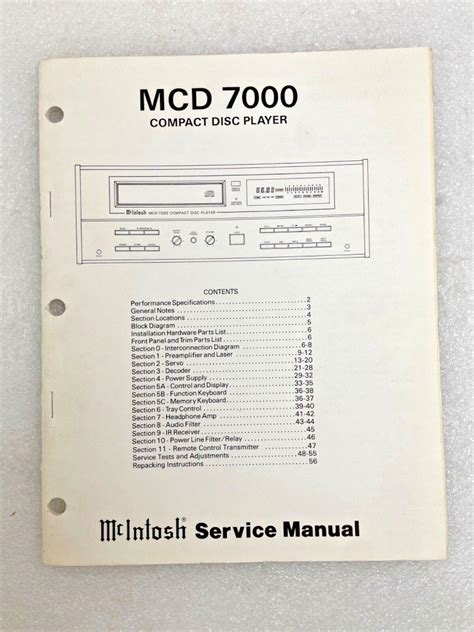 MCD 7000
COMPACT DISC PLAYER
McIntosh MCD 7000 COMPACT DISC PLAYER
CONTENTS
Performance Specifications 2
General Notes 3
Section Locations 4
Block Diagram 5
Installation Hardware Parts List 6
Front Panel and Trim Parts List 6
Section 0 - Interconnection Diagram 6-8
Section 1 - Preamplifier and Laser 9-12
Section 2 - Servo 13-20
Section 3 - Decoder 21-28
Section 4 - Power Supply 29-32
Section 5A - Control and Display 33-35
Section 5B - Function Keyboard 36-38
Section 5C - Memory Keyboard 36-37
Section 6 - Tray Control 39-40
Section 7 - Headphone Amp 41-42
Section 8 - Audio Filter 43-44
Section 9 - IR Receiver 45
Section 10 - Power Line Filter/Relay 46
Section 11 - Remote Control Transmitter 47
Service Tests and Adjustments 48-55
Repacking Instructions 56
McIntosh® Service Manual